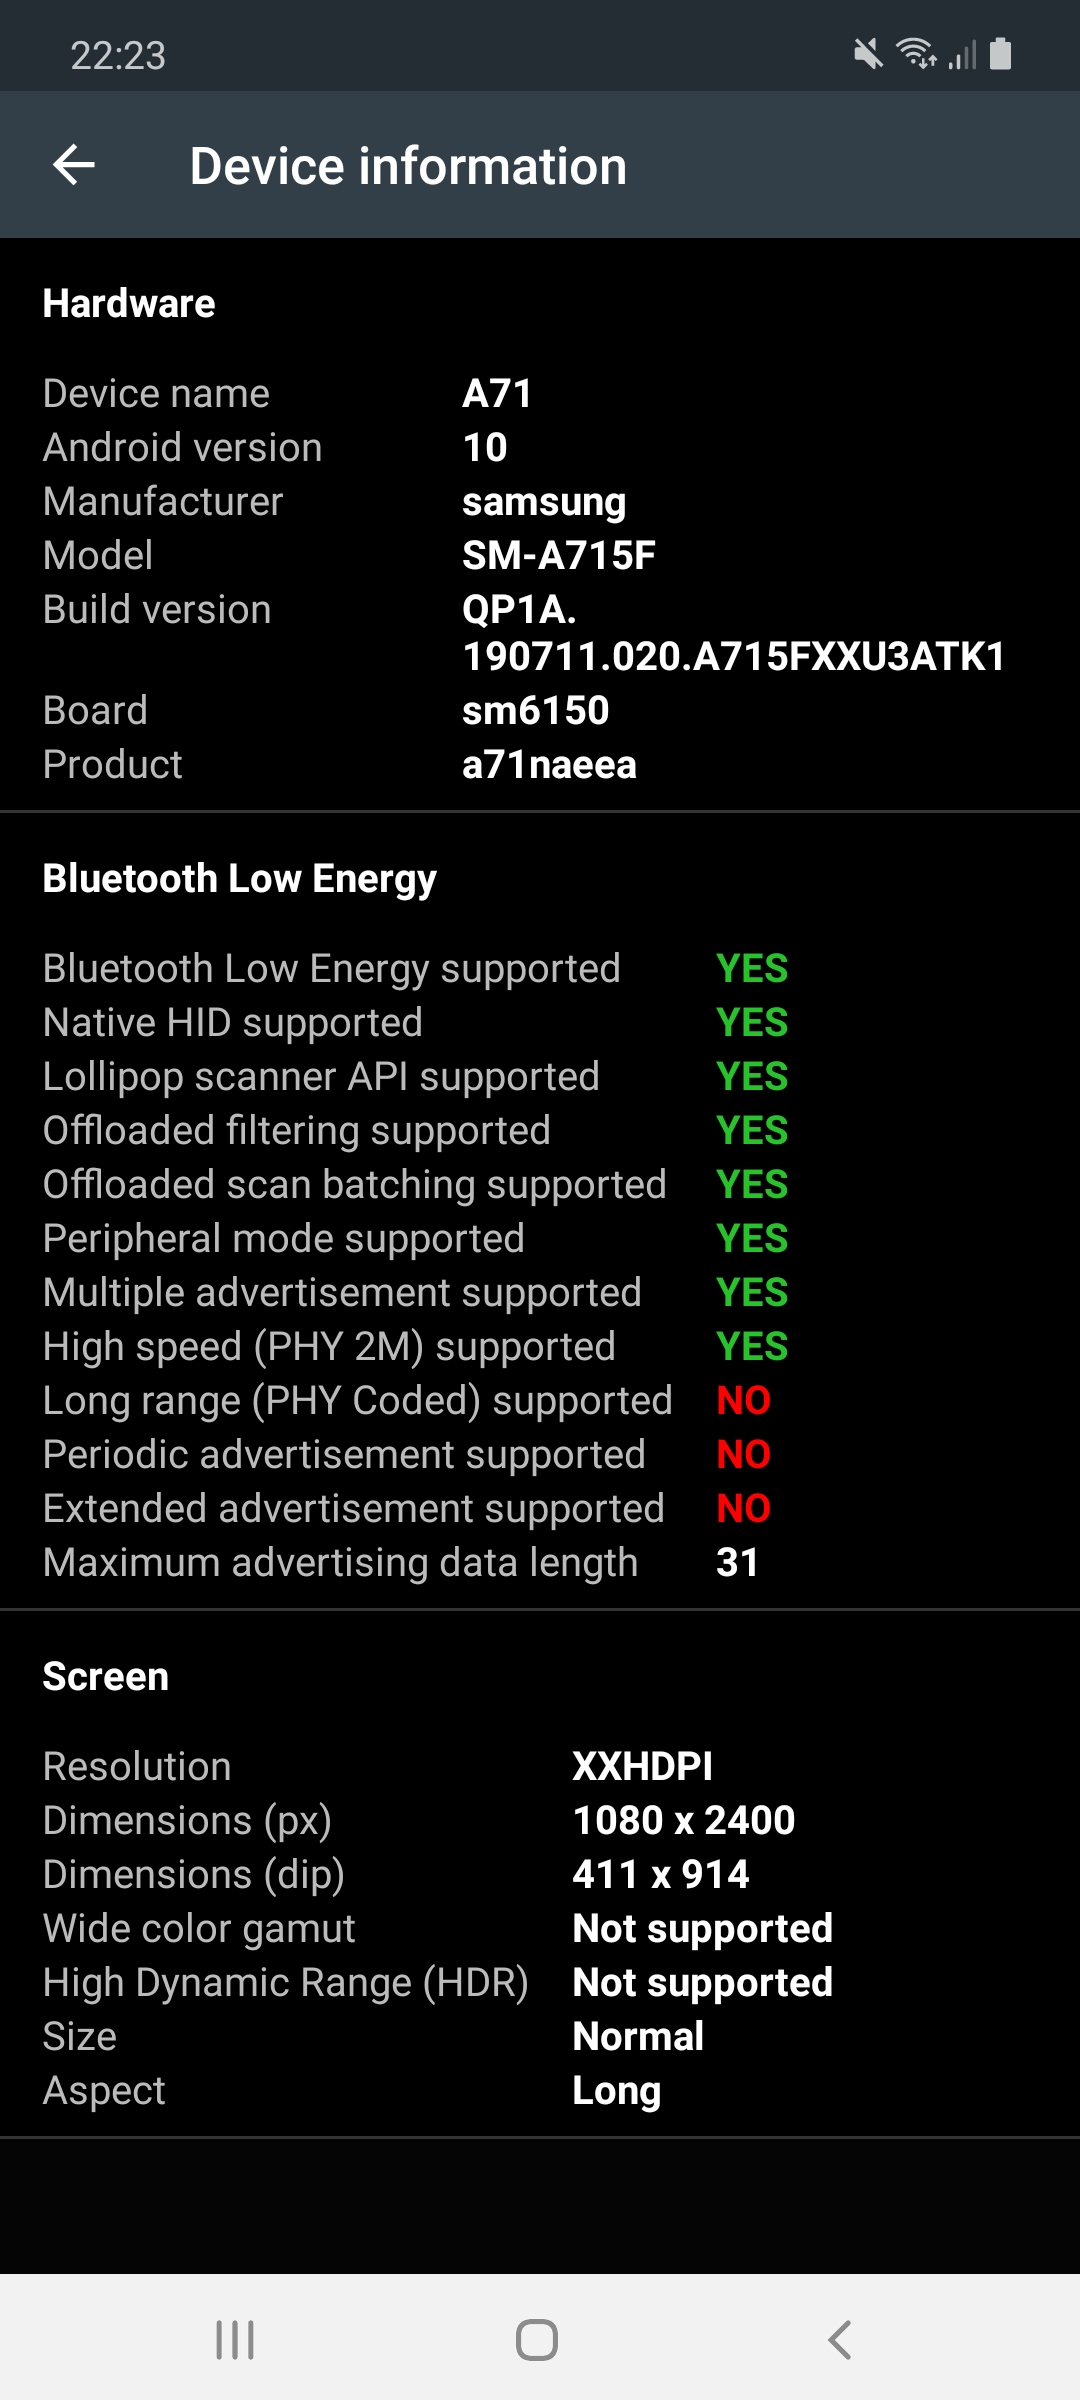 22:23
Device information
Hardware
Device name A71
Android version 10
Manufacturer samsung
Model SM-A715F
Build version QP1A.
190711.020.A715FXXU3ATK1
Board sm6150
Product a71naeea
Bluetooth Low Energy
Bluetooth Low Energy supported YES
Native HID supported YES
Lollipop scanner API supported YES
Offloaded filtering supported YES
Offloaded scan batching supported YES
Peripheral mode supported YES
Multiple advertisement supported YES
High speed (PHY 2M) supported YES
Long range (PHY Coded) supported NO
Periodic advertisement supported NO
Extended advertisement supported NO
Maximum advertising data length 31
Screen
Resolution XXHDPI
Dimensions (px) 1080 x 2400
Dimensions (dip) 411 x 914
Wide color gamut Not supported
High Dynamic Range (HDR) Not supported
Size Normal
Aspect Long